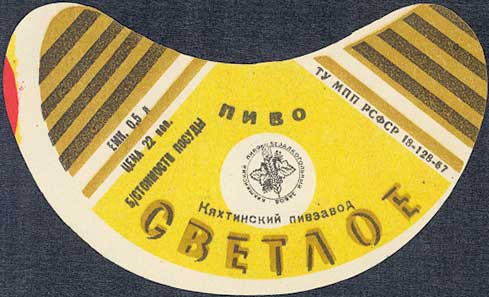 ПИВО
ЕМК. 0,5 л
ЦЕНА 22 коп.
Б/СТОИМОСТИ ПОСУДЫ
ТУ МПП РСФСР 18-128-67
Кяхтинский пивзавод
СВЕТЛОЕ